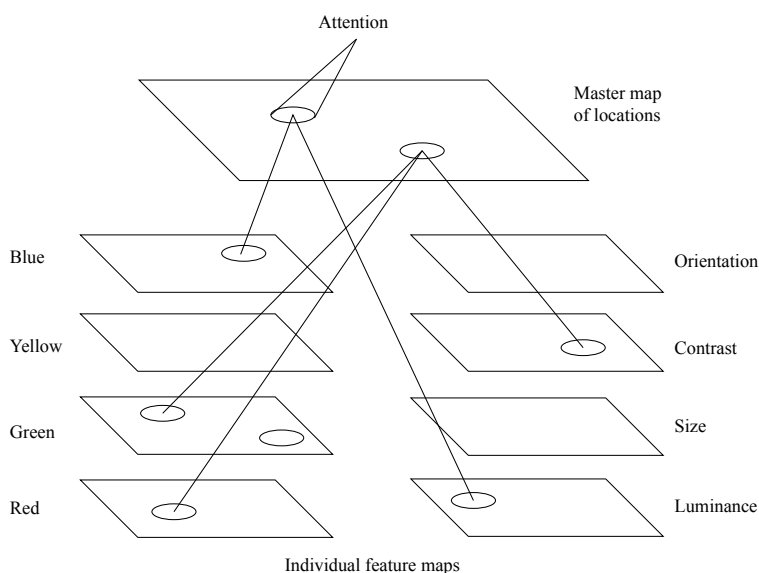 Attention
Master map
of locations
Blue
Orientation
Yellow
Contrast
Green
Size
Red
Luminance
Individual feature maps